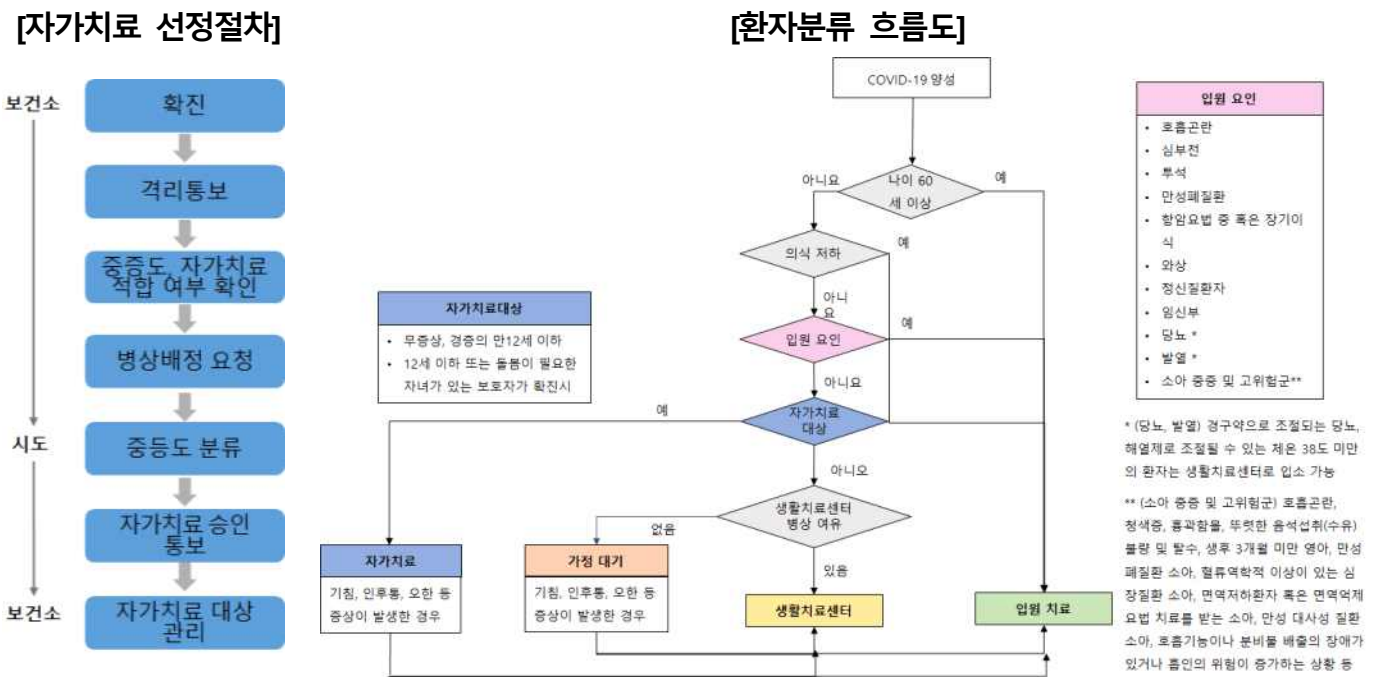 [자가치료 선정절차]
보건소
확진
격리통보
중증도, 자가치료
적합 여부 확인
병상배정 요청
시도
중등도 분류
자가치료 승인
통보
보건소
자가치료 대상
관리
[환자분류 흐름도]
COVID-19 양성
나이 60
세 이상
아니요
예
의식 저하
예
아니
요
입원 요인
예
아니요
자가치료대상
• 무증상, 경증의 만12세 이하
• 12세 이하 또는 돌봄이 필요한
자녀가 있는 보호자가 확진시
자가치료
대상
예
아니오
생활치료센터
병상 여유
없음
있음
자가치료
기침, 인후통, 오한 등
증상이 발생한 경우
가정 대기
기침, 인후통, 오한 등
증상이 발생한 경우
생활치료센터
입원 치료
입원 요인
• 호흡곤란
• 심부전
• 투석
• 만성폐질환
• 항암요법 중 혹은 장기이
식
• 와상
• 정신질환자
• 임신부
• 당뇨 *
• 발열 *
• 소아 중증 및 고위험군**
* (당뇨, 발열) 경구약으로 조절되는 당뇨,
해열제로 조절될 수 있는 체온 38도 미만
의 환자는 생활치료센터로 입소 가능
** (소아 중증 및 고위험군) 호흡곤란,
청색증, 흉곽함몰, 뚜렷한 음석섭취(수유)
불량 및 탈수, 생후 3개월 미만 영아, 만성
폐질환 소아, 혈류역학적 이상이 있는 심
장질환 소아, 면역저하환자 혹은 면역억제
요법 치료를 받는 소아, 만성 대사성 질환
소아, 호흡기능이나 분비물 배출의 장애가
있거나 흡인의 위험이 증가하는 상황 등